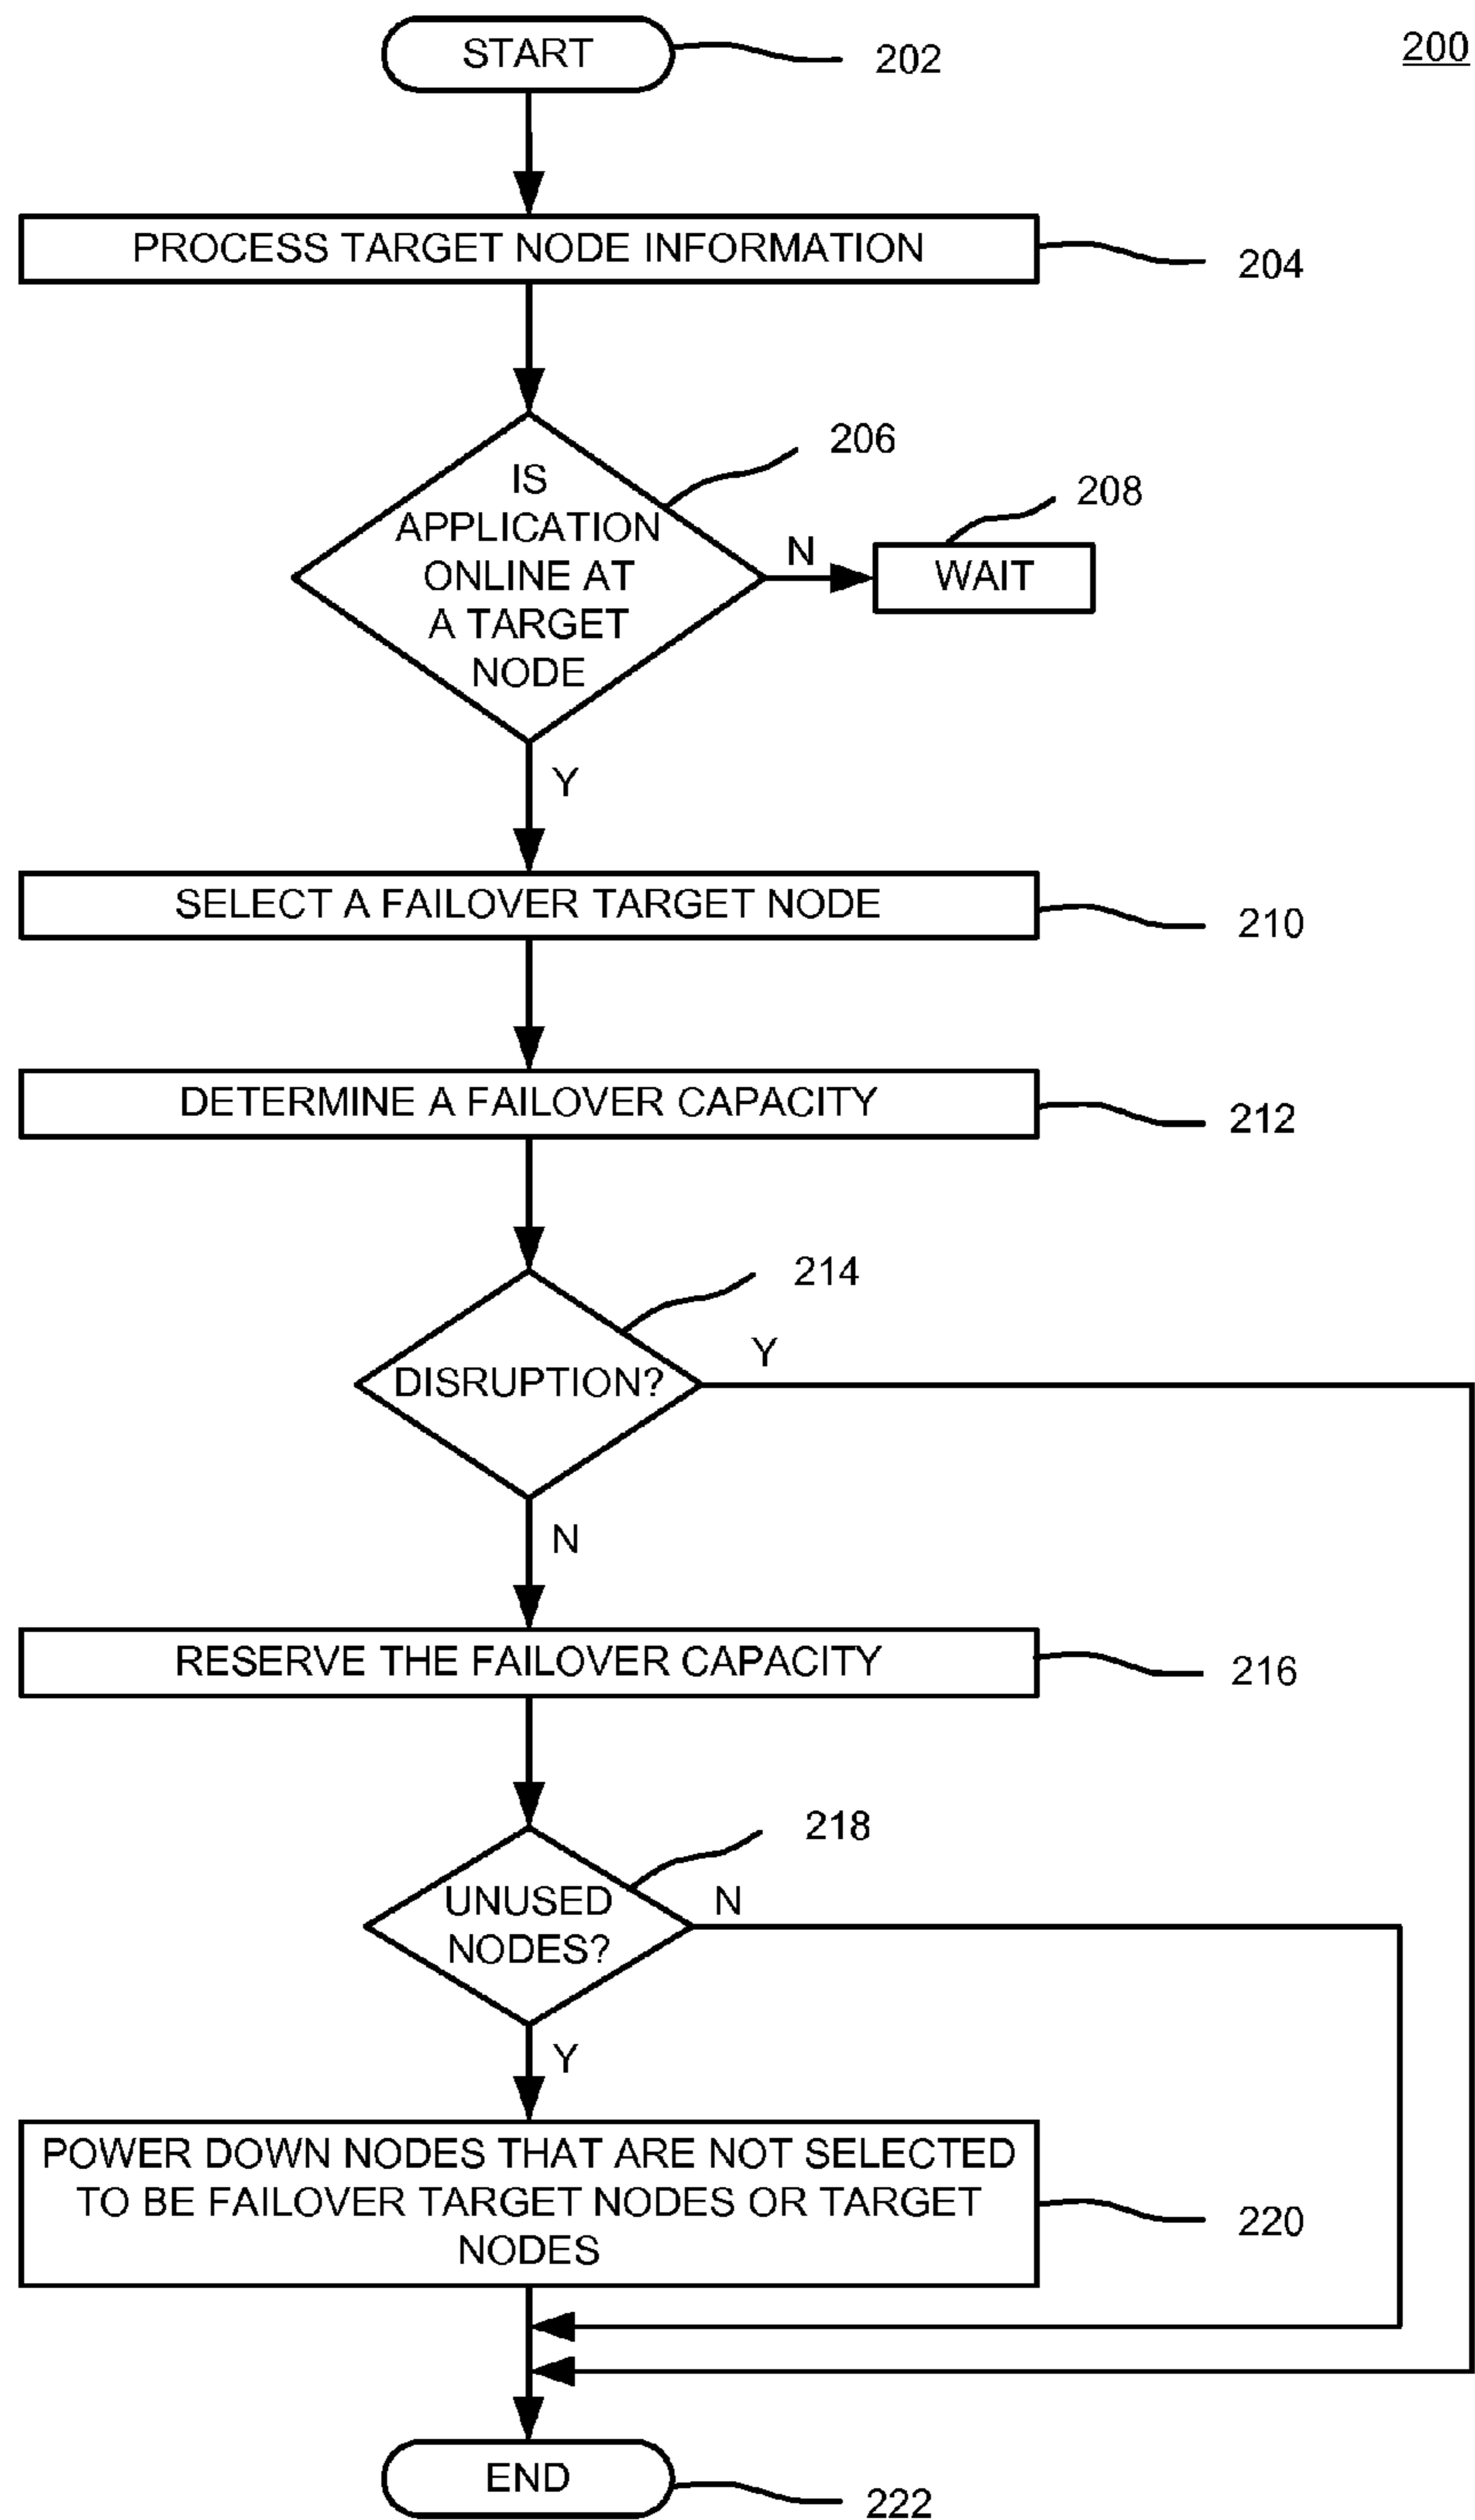 200
START
202
PROCESS TARGET NODE INFORMATION
204
206
IS
APPLICATION
ONLINE AT
A TARGET
NODE
N
208
WAIT
Y
SELECT A FAILOVER TARGET NODE
210
DETERMINE A FAILOVER CAPACITY
212
214
DISRUPTION?
Y
N
RESERVE THE FAILOVER CAPACITY
216
218
UNUSED
NODES?
N
Y
POWER DOWN NODES THAT ARE NOT SELECTED
TO BE FAILOVER TARGET NODES OR TARGET
NODES
220
END
222